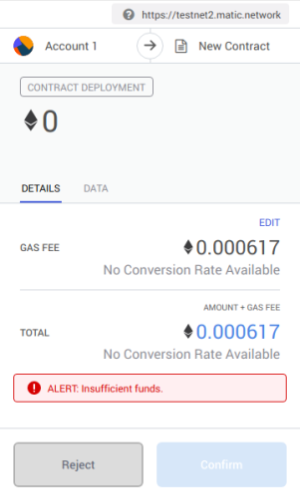 https://testnet2.matic.network
Account 1
New Contract
CONTRACT DEPLOYMENT
0
DETAILS
DATA
EDIT
GAS FEE
0.000617
No Conversion Rate Available
AMOUNT + GAS FEE
TOTAL
0.000617
No Conversion Rate Available
ALERT: Insufficient funds.
Reject
Confirm